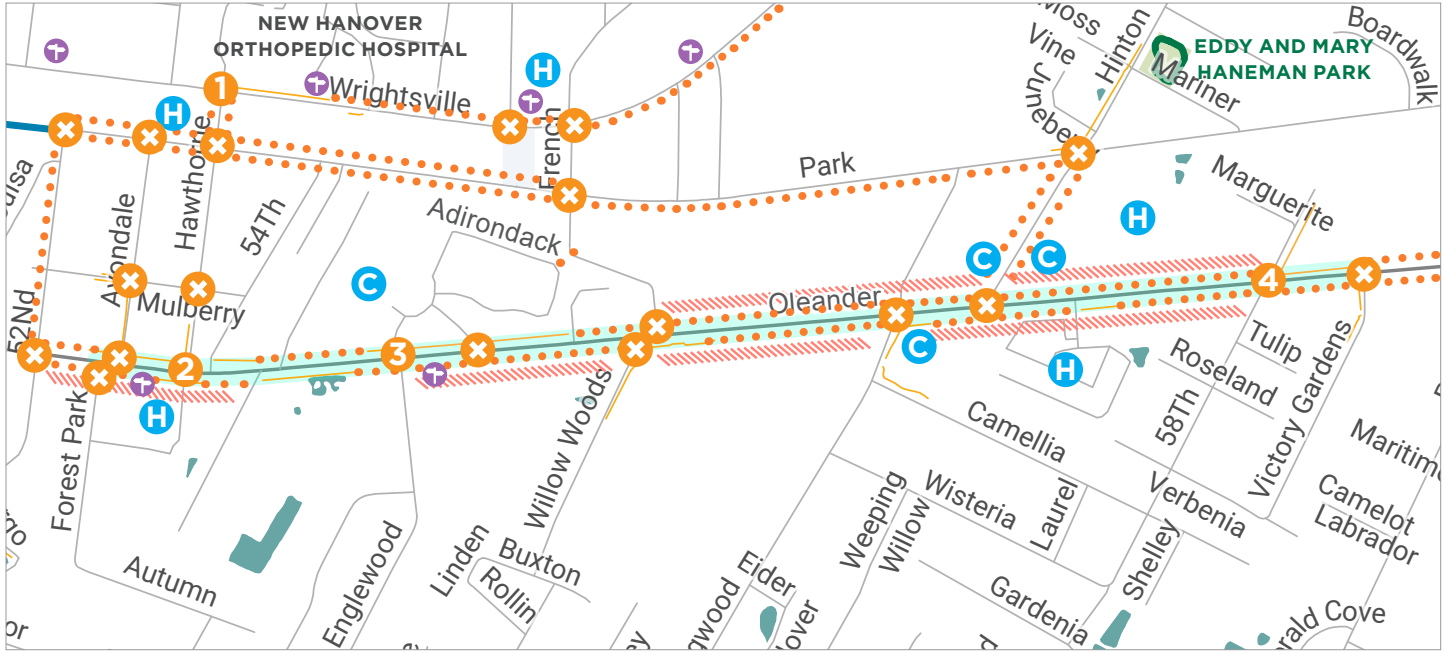 NEW HANOVER
ORTHOPEDIC HOSPITAL
Moss
Vine
Hinton
Boardwalk
EDDY AND MARY
HANEMAN PARK
Mariner
Juneberry
H
1
Wrightsville
H
French
Hawthorne
Park
Marguerite
54Th
Adirondack
H
Avondale
C
C
C
4
Mulberry
Oleander
52Nd
2
3
C
H
H
Tulip
Roseland
58Th
Victory Gardens
Forest Park
Willow Woods
Camellia
Maritime
Weeping
Willow
Wisteria
Laurel
Verbenia
Camelot
Labrador
Shelley
Autumn
Englewood
Linden
Buxton
Rollin
Eider
Gardenia